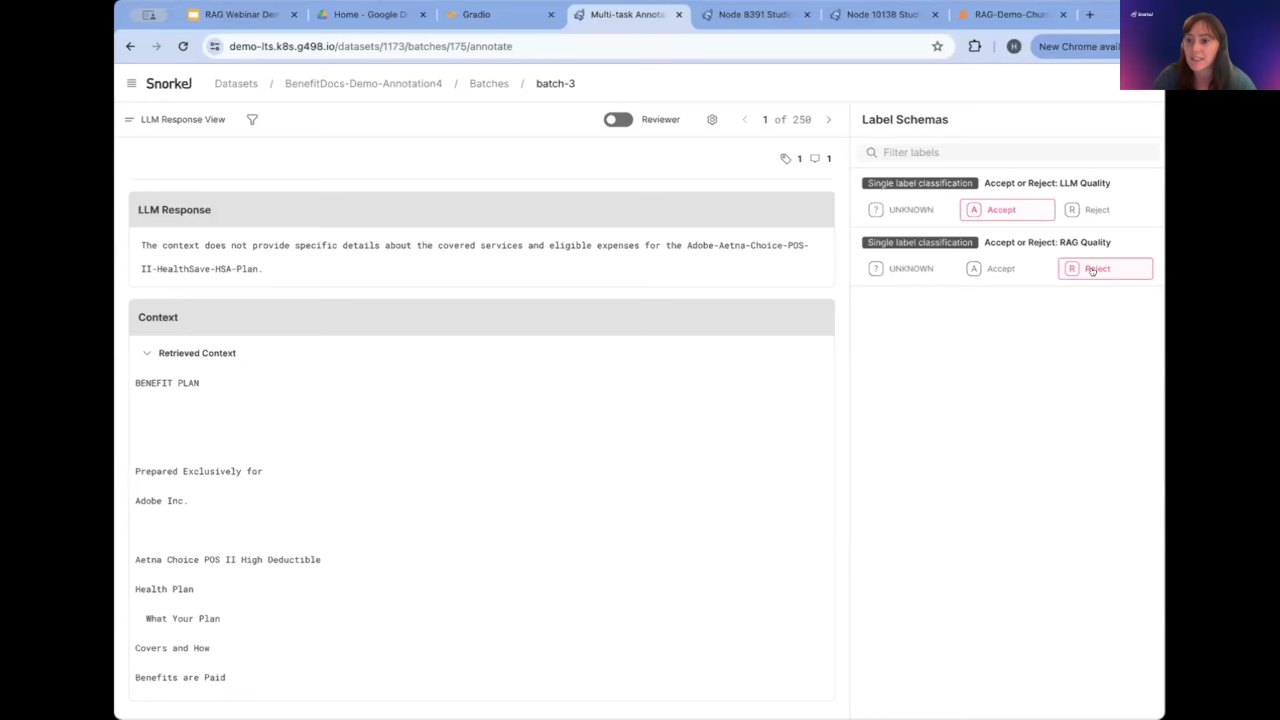 RAG Webinar Den
Home - Google D
Gradio
Multi-task Annota
Node 8391 Studi
Node 10138 Stud
RAG-Demo-Chur
demo-lts.k8s.g498.io/datasets/1173/batches/175/annotate
H
New Chrome avai
Snorkel
Snorkel
Datasets / BenefitDocs-Demo-Annotation4 / Batches / batch-3
LLM Response View
Reviewer
1 of 250
Label Schemas
Filter labels
1 1
Single label classification Accept or Reject: LLM Quality
? UNKNOWN A Accept R Reject
Single label classification Accept or Reject: RAG Quality
? UNKNOWN A Accept R Reject
LLM Response
The context does not provide specific details about the covered services and eligible expenses for the Adobe-Aetna-Choice-POS-
II-HealthSave-HSA-Plan.
Context
Retrieved Context
BENEFIT PLAN
Prepared Exclusively for
Adobe Inc.
Aetna Choice POS II High Deductible
Health Plan
What Your Plan
Covers and How
Benefits are Paid